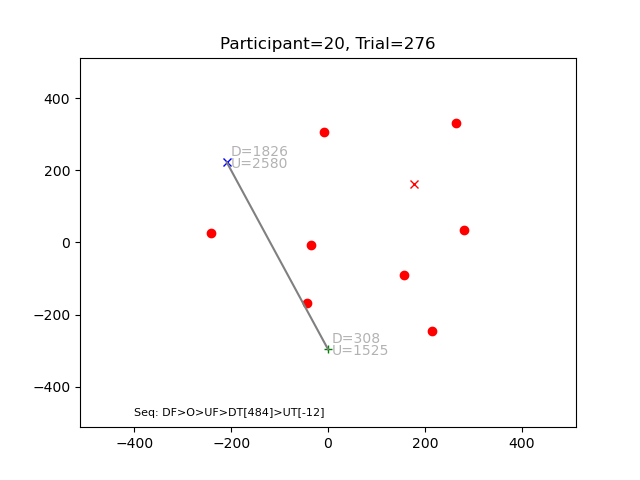 Participant=20, Trial=276
400
200
0
−200
−400
D=1826
U=2580
D=308
U=1525
Seq: DF>O>UF>DT[484]>UT[-12]
−400 −200 0 200 400